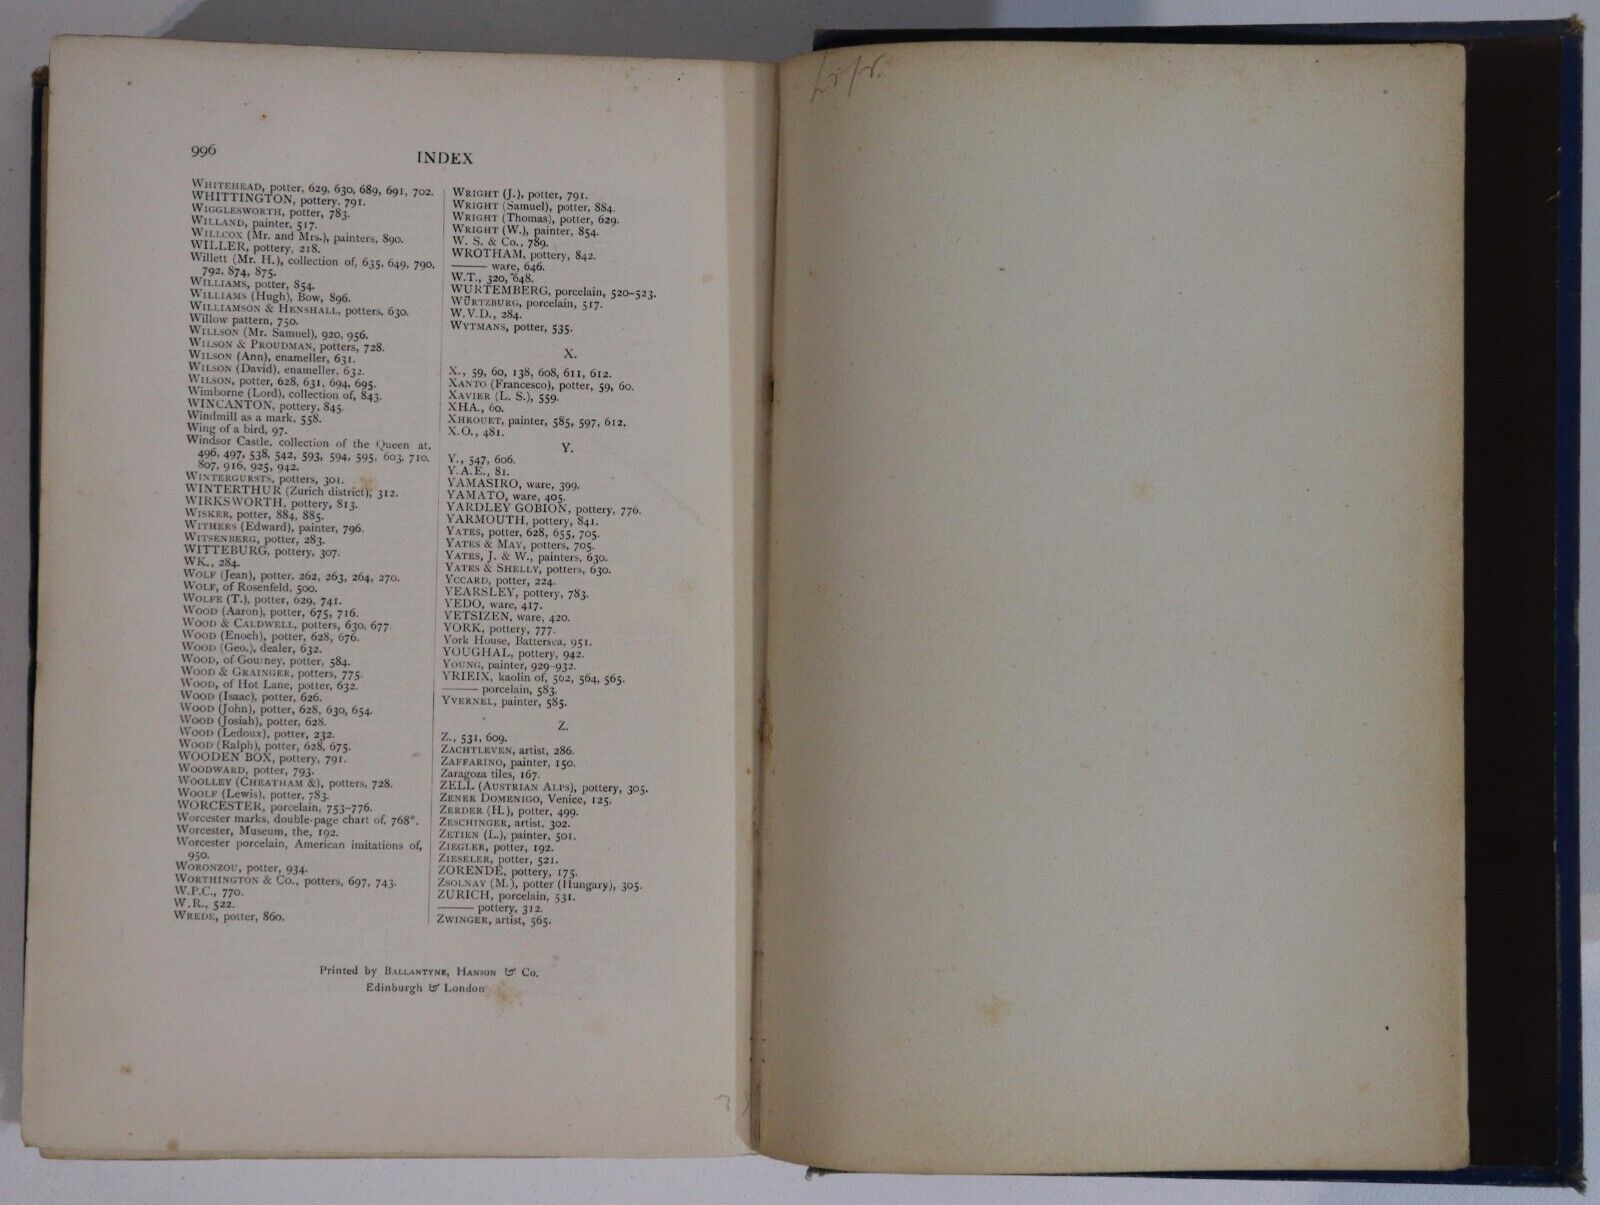 996
INDEX
WHITEHEAD, potter, 629, 630, 689, 691, 702.
WHITTINGTON, pottery, 791.
WIGGLESWORTH, potter, 783.
WILLAND, painter, 517.
WILLCOX (Mr. and Mrs.), painters, 890.
WILLER, pottery, 218.
Willett (Mr. H.), collection of, 635, 649, 790,
792, 874, 875.
WILLIAMS, potter, 854.
WILLIAMS (Hugh), Bow, 896.
WILLIAMSON & HENSHALL, potters, 630.
Willow pattern, 750.
WILLSON (Mr. Samuel), 920, 956.
WILSON & PROUDMAN, potters, 728.
WILSON (Ann), enameller, 631.
WILSON (David), enameller, 632.
WILSON, potter, 628, 631, 694, 695.
Wimborne (Lord), collection of, 843.
WINCANTON, pottery, 845.
Windmill as a mark, 558.
Wing of a bird, 97.
Windsor Castle, collection of the Queen at,
496, 497, 538, 542, 593, 594, 595, 603, 710,
807, 916, 925, 942.
WINTERGURSTS, potters, 301.
WINTERTHUR (Zurich district), 312.
WIRKSWORTH, pottery, 813.
WISKER, potter, 884, 885.
WITHERS (Edward), painter, 796.
WITSENBERG, potter, 283.
WITTEBURG, pottery, 307.
WK., 284.
WOLF (Jean), potter, 262, 263, 264, 270.
WOLF, of Rosenfeld, 500.
WOLFE (T.), potter, 629, 741.
WOOD (Aaron), potter, 675, 716.
WOOD & CALDWELL, potters, 630, 677.
WOOD (Enoch), potter, 628, 676.
WOOD (Geo.), dealer, 632.
WOOD, of Gourney, potter, 584.
WOOD & GRAINGER, potters, 775.
WOOD, of Hot Lane, potter, 632.
WOOD (Isaac), potter, 626.
WOOD (John), potter, 628, 630, 654.
WOOD (Josiah), potter, 628.
WOOD (Ledoux), potter, 232.
WOOD (Ralph), potter, 628, 675.
WOODEN BOX, pottery, 791.
WOODWARD, potter, 793.
WOOLLEY (CHEATHAM &), potters, 728.
WOOLF (Lewis), potter, 783.
WORCESTER, porcelain, 753-776.
Worcester marks, double-page chart of, 768*.
Worcester, Museum, the, 192.
Worcester porcelain, American imitations of,
950.
WORONZOU, potter, 934.
WORTHINGTON & Co., potters, 697, 743.
W.P.C., 770.
W.R., 522.
WREDE, potter, 860.
WRIGHT (J.), potter, 791.
WRIGHT (Samuel), potter, 884.
WRIGHT (Thomas), potter, 629.
WRIGHT (W.), painter, 854.
W. S. & Co., 789.
WROTHAM, pottery, 842.
—— ware, 646.
W.T., 320, 648.
WURTEMBERG, porcelain, 520-523.
WÜRTZBURG, porcelain, 517.
W.V.D., 284.
WYTMANS, potter, 535.
X.
X., 59, 60, 138, 608, 611, 612.
XANTO (Francesco), potter, 59, 60.
XAVIER (L. S.), 559.
XHA., 60.
XHROUET, painter, 585, 597, 612.
X.O., 481.
Y.
Y., 547, 606.
Y.A.E., 81.
YAMASIRO, ware, 399.
YAMATO, ware, 405.
YARDLEY GOBION, pottery, 776.
YARMOUTH, pottery, 841.
YATES, potter, 628, 655, 705.
YATES & MAY, potters, 705.
YATES, J. & W., painters, 630.
YATES & SHELLY, potters, 630.
YCCARD, potter, 224.
YEARSLEY, pottery, 783.
YEDO, ware, 417.
YETSIZEN, ware, 420.
YORK, pottery, 777.
York House, Battersea, 951.
YOUGHAL, pottery, 942.
YOUNG, painter, 929-932.
YRIEIX, kaolin of, 562, 564, 565.
—— porcelain, 583.
YVERNEL, painter, 585.
Z.
Z., 531, 609.
ZACHTLEVEN, artist, 286.
ZAFFARINO, painter, 150.
Zaragoza tiles, 167.
ZELL (AUSTRIAN ALPS), pottery, 305.
ZENER DOMENIGO, Venice, 125.
ZERDER (H.), potter, 499.
ZESCHINGER, artist, 302.
ZETIEN (L.), painter, 501.
ZIEGLER, potter, 192.
ZIESELER, potter, 521.
ZORENDE, pottery, 175.
ZSOLNAY (M.), potter (Hungary), 305.
ZURICH, porcelain, 531.
—— pottery, 312.
ZWINGER, artist, 565.
Printed by BALLANTYNE, HANSON & Co.
Edinburgh & London